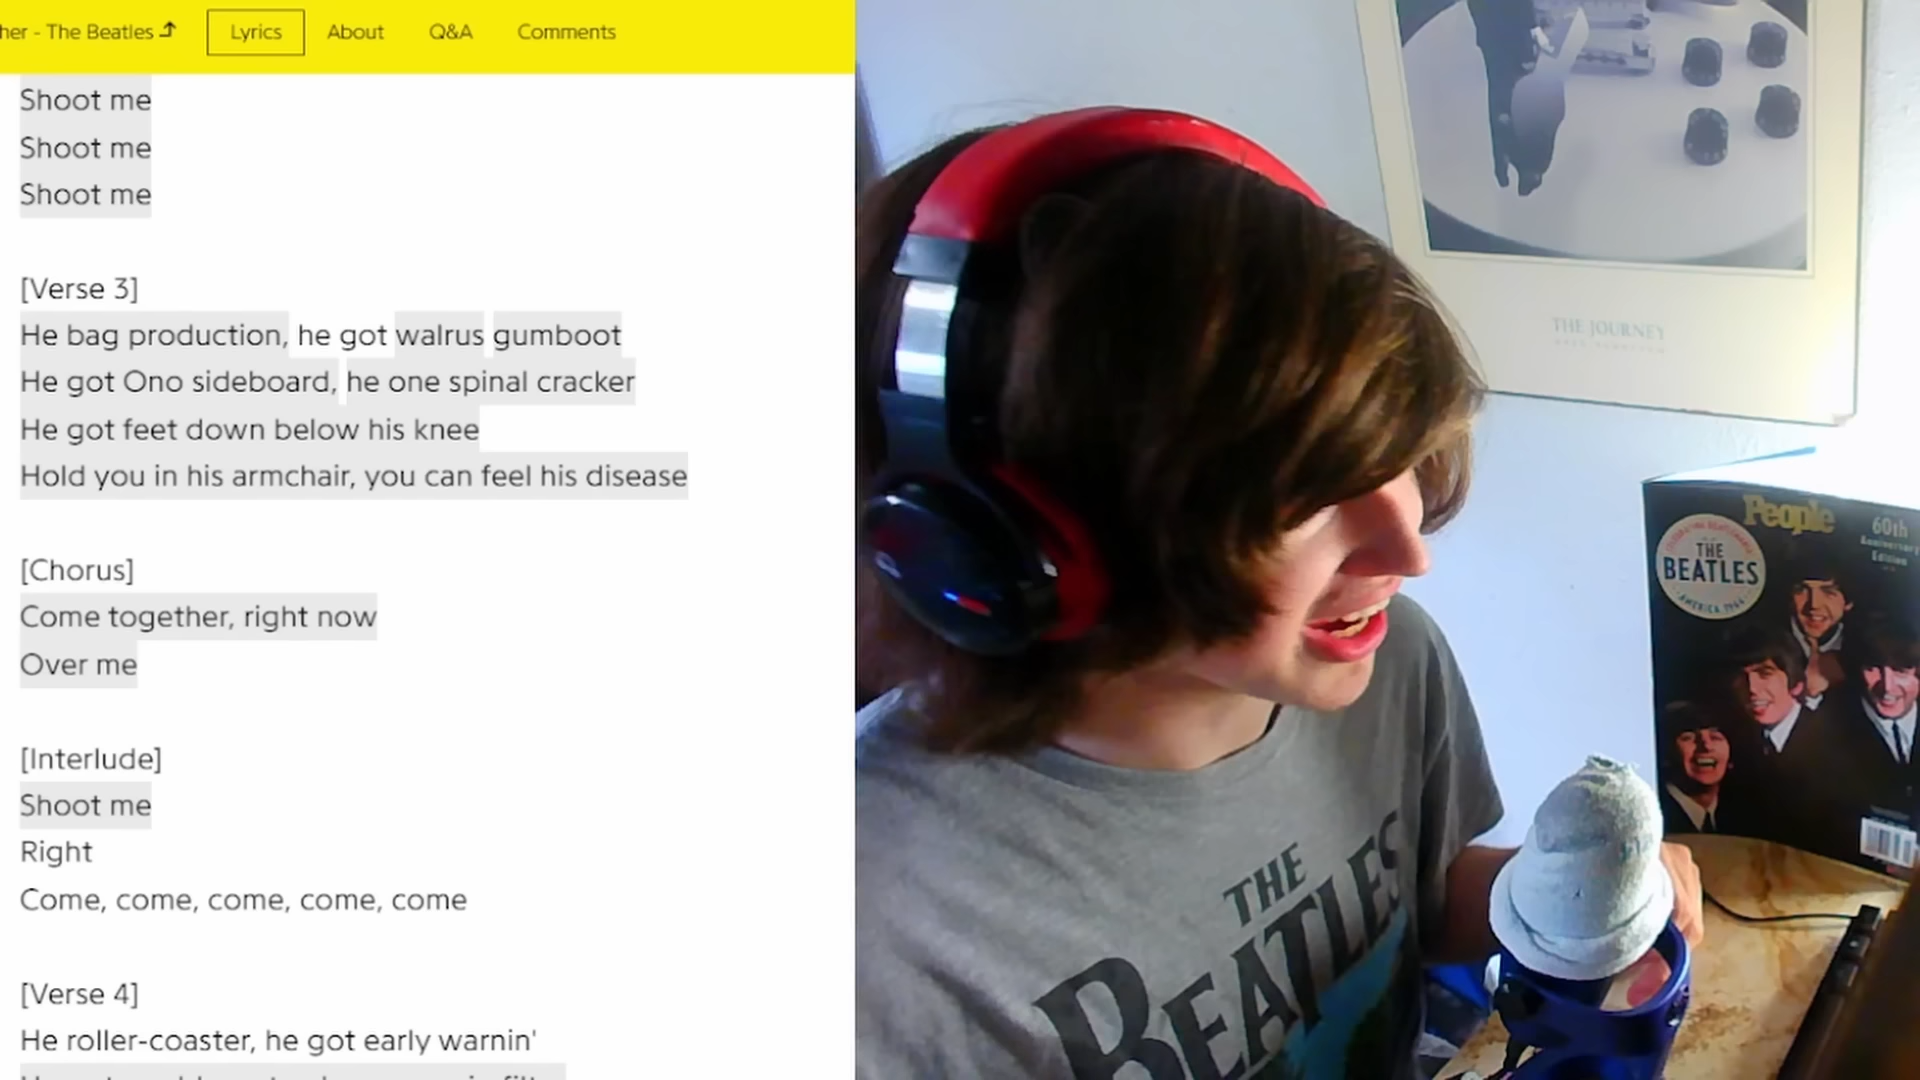 her - The Beatles
Lyrics
About
Q&A
Comments
Shoot me
Shoot me
Shoot me
[Verse 3]
He bag production, he got walrus gumboot
He got Ono sideboard, he one spinal cracker
He got feet down below his knee
Hold you in his armchair, you can feel his disease
[Chorus]
Come together, right now
Over me
[Interlude]
Shoot me
Right
Come, come, come, come, come
[Verse 4]
He roller-coaster, he got early warnin'
THE JOURNEY
People
60th
Anniversary
Edition
THE
BEATLES
AMERICA, 1964
THE
BEATLES